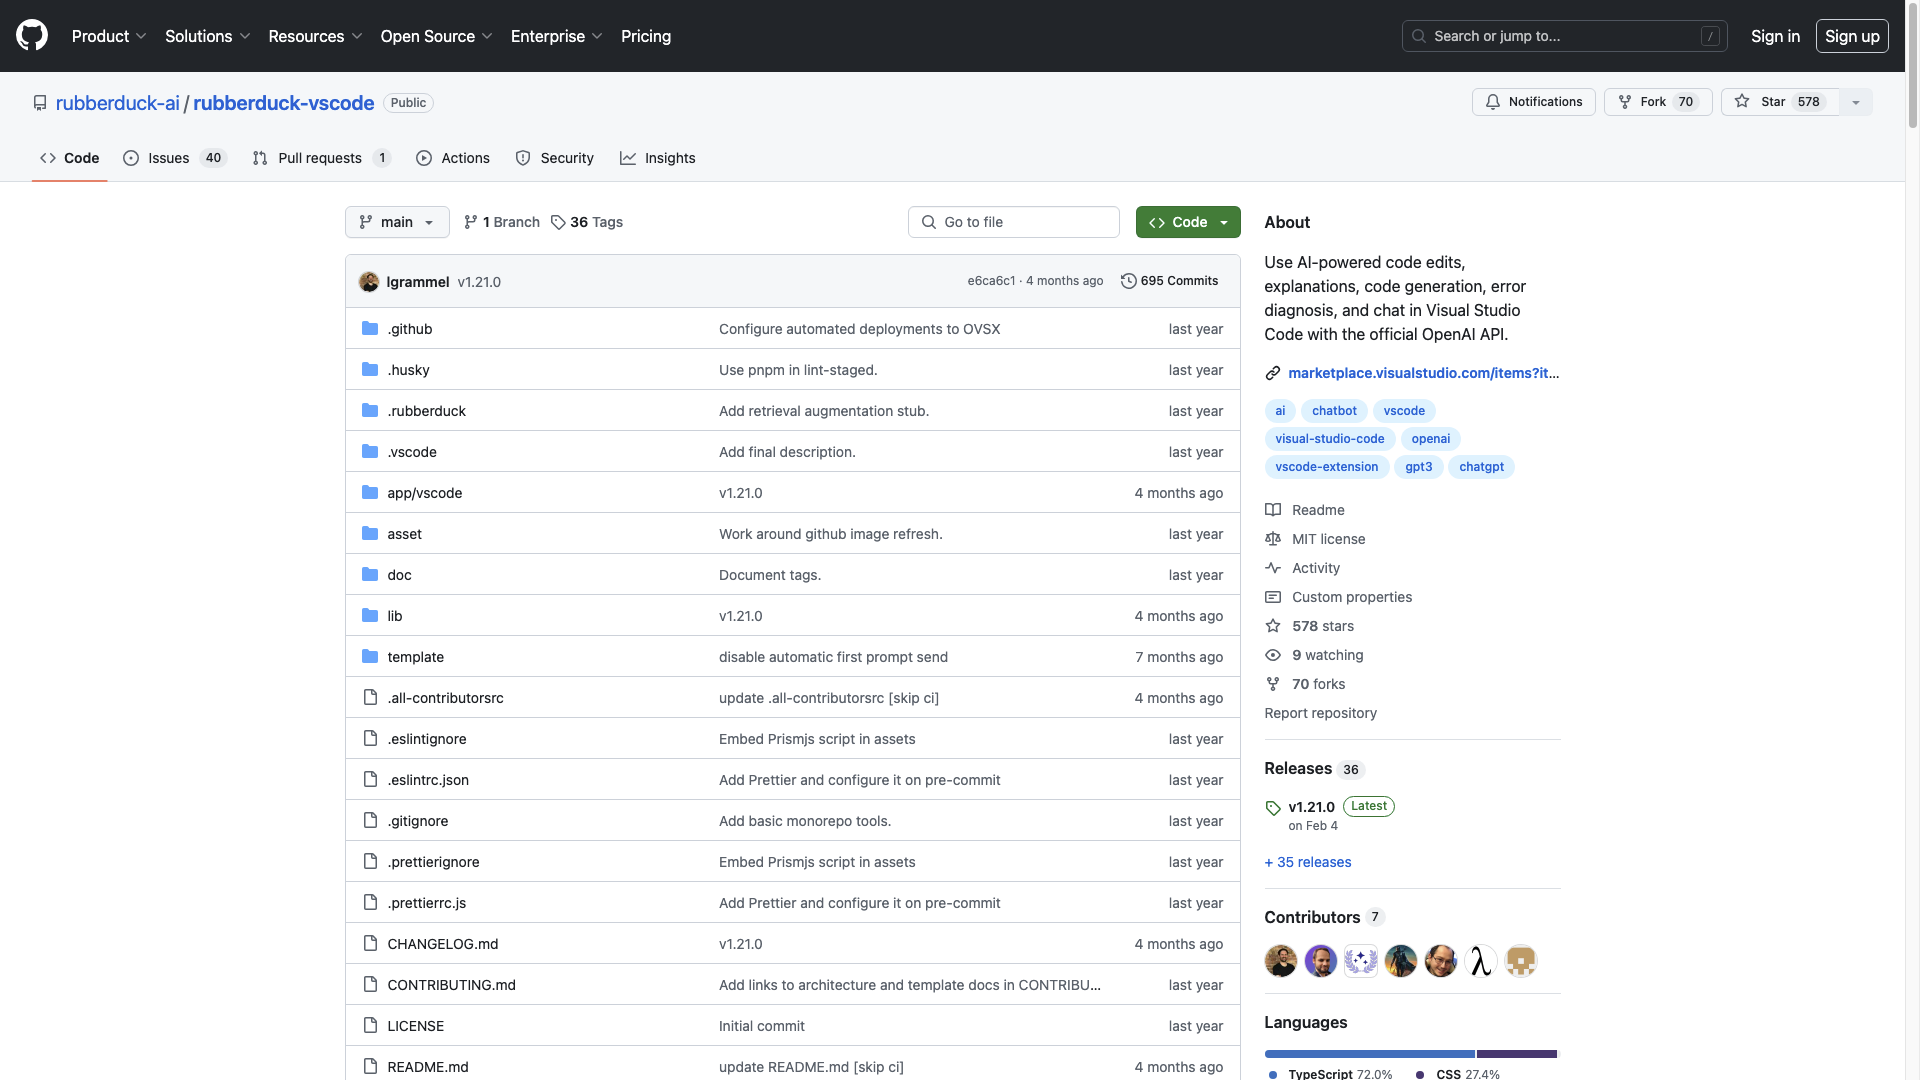 Product
Solutions
Resources
Open Source
Enterprise
Pricing
Search or jump to...
/
Sign in
Sign up
rubberduck-ai / rubberduck-vscode Public
Notifications
Fork 70
Star 578
Code
Issues 40
Pull requests 1
Actions
Security
Insights
main
1 Branch
36 Tags
Go to file
Code
lgrammel v1.21.0 e6ca6c1 · 4 months ago 695 Commits
.github Configure automated deployments to OVSX last year
.husky Use pnpm in lint-staged. last year
.rubberduck Add retrieval augmentation stub. last year
.vscode Add final description. last year
app/vscode v1.21.0 4 months ago
asset Work around github image refresh. last year
doc Document tags. last year
lib v1.21.0 4 months ago
template disable automatic first prompt send 7 months ago
.all-contributorsrc update .all-contributorsrc [skip ci] 4 months ago
.eslintignore Embed Prismjs script in assets last year
.eslintrc.json Add Prettier and configure it on pre-commit last year
.gitignore Add basic monorepo tools. last year
.prettierignore Embed Prismjs script in assets last year
.prettierrc.js Add Prettier and configure it on pre-commit last year
CHANGELOG.md v1.21.0 4 months ago
CONTRIBUTING.md Add links to architecture and template docs in CONTRIBU... last year
LICENSE Initial commit last year
README.md update README.md [skip ci] 4 months ago
About
Use AI-powered code edits,
explanations, code generation, error
diagnosis, and chat in Visual Studio
Code with the official OpenAI API.
marketplace.visualstudio.com/items?it...
ai chatbot vscode
visual-studio-code openai
vscode-extension gpt3 chatgpt
Readme
MIT license
Activity
Custom properties
578 stars
9 watching
70 forks
Report repository
Releases 36
v1.21.0 Latest
on Feb 4
+ 35 releases
Contributors 7
λ
Languages
TypeScript 72.0% CSS 27.4%